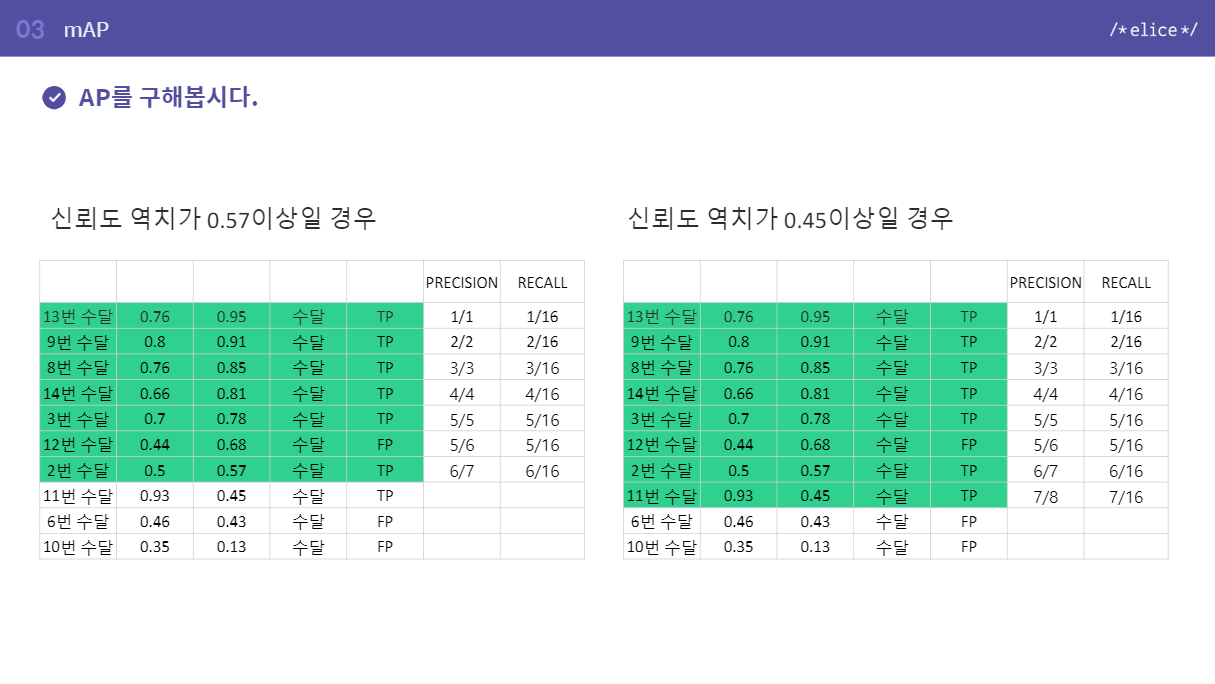 03 mAP
/*elice*/
AP를 구해봅시다.
신뢰도 역치가 0.57이상일 경우
PRECISION RECALL
13번 수달 0.76 0.95 수달 TP 1/1 1/16
9번 수달 0.8 0.91 수달 TP 2/2 2/16
8번 수달 0.76 0.85 수달 TP 3/3 3/16
14번 수달 0.66 0.81 수달 TP 4/4 4/16
3번 수달 0.7 0.78 수달 TP 5/5 5/16
12번 수달 0.44 0.68 수달 FP 5/6 5/16
2번 수달 0.5 0.57 수달 TP 6/7 6/16
11번 수달 0.93 0.45 수달 TP
6번 수달 0.46 0.43 수달 FP
10번 수달 0.35 0.13 수달 FP
신뢰도 역치가 0.45이상일 경우
PRECISION RECALL
13번 수달 0.76 0.95 수달 TP 1/1 1/16
9번 수달 0.8 0.91 수달 TP 2/2 2/16
8번 수달 0.76 0.85 수달 TP 3/3 3/16
14번 수달 0.66 0.81 수달 TP 4/4 4/16
3번 수달 0.7 0.78 수달 TP 5/5 5/16
12번 수달 0.44 0.68 수달 FP 5/6 5/16
2번 수달 0.5 0.57 수달 TP 6/7 6/16
11번 수달 0.93 0.45 수달 TP 7/8 7/16
6번 수달 0.46 0.43 수달 FP
10번 수달 0.35 0.13 수달 FP